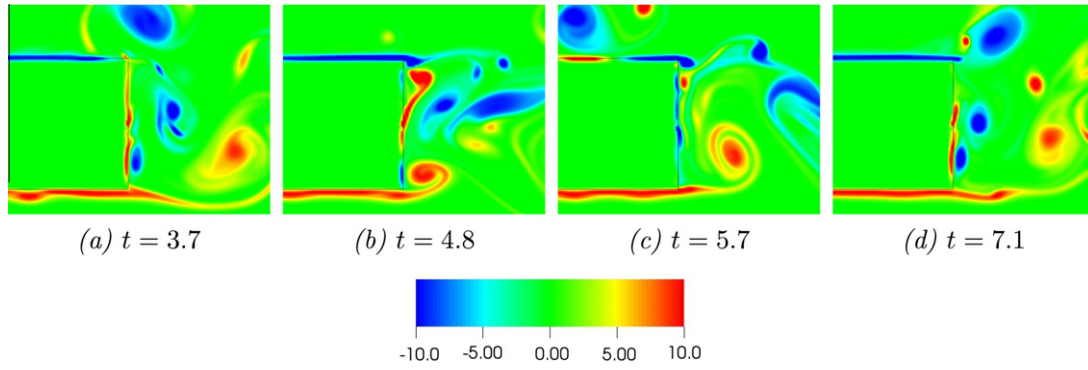 (a) t = 3.7
(b) t = 4.8
(c) t = 5.7
(d) t = 7.1
-10.0 -5.00 0.00 5.00 10.0